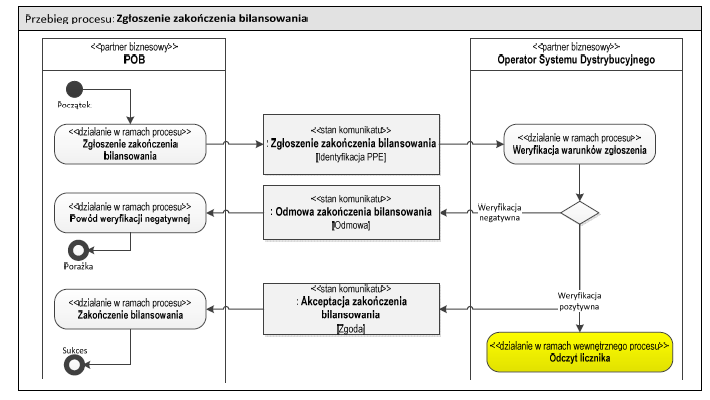 Przebieg procesu: Zgłoszenie zakończenia bilansowania
<<partner biznesowy>>
POB
<<partner biznesowy>>
Operator Systemu Dystrybucyjnego
Początek
<<działanie w ramach procesu>>
Zgłoszenie zakończenia
bilansowania
<<stan komunikatu>>
: Zgłoszenie zakończenia bilansowania
[Identyfikacja PPE]
<<działanie w ramach procesu>>
Weryfikacja warunków zgłoszenia
<<działanie w ramach procesu>>
Powód weryfikacji negatywnej
<<stan komunikatu>>
: Odmowa zakończenia bilansowania
[Odmowa]
Weryfikacja
negatywna
Porażka
<<działanie w ramach procesu>>
Zakończenie bilansowania
<<stan komunikatu>>
: Akceptacja zakończenia
bilansowania
[Zgoda]
Weryfikacja
pozytywna
Sukces
<<działanie w ramach wewnętrznego procesu>>
Odczyt licznika